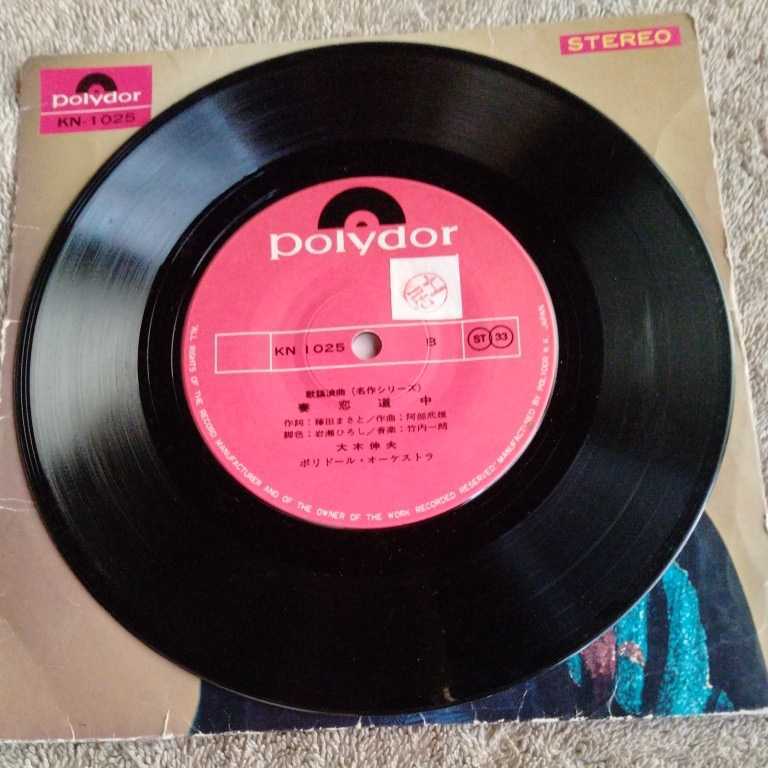 STEREO
polydor
KN-1025
polydor
KN 1025 B ST 33
歌謡浪曲（名作シリーズ）
妻恋道中
作詞：藤田まさと／作曲：阿部武雄
脚色：岩瀬ひろし／音楽：竹内一朗
大木伸夫
ポリドール・オーケストラ
ALL RIGHTS OF THE RECORD MANUFACTURER AND OF THE OWNER OF THE WORK RECORDED RESERVED/MANUFACTURED BY POLYDOR K.K. JAPAN